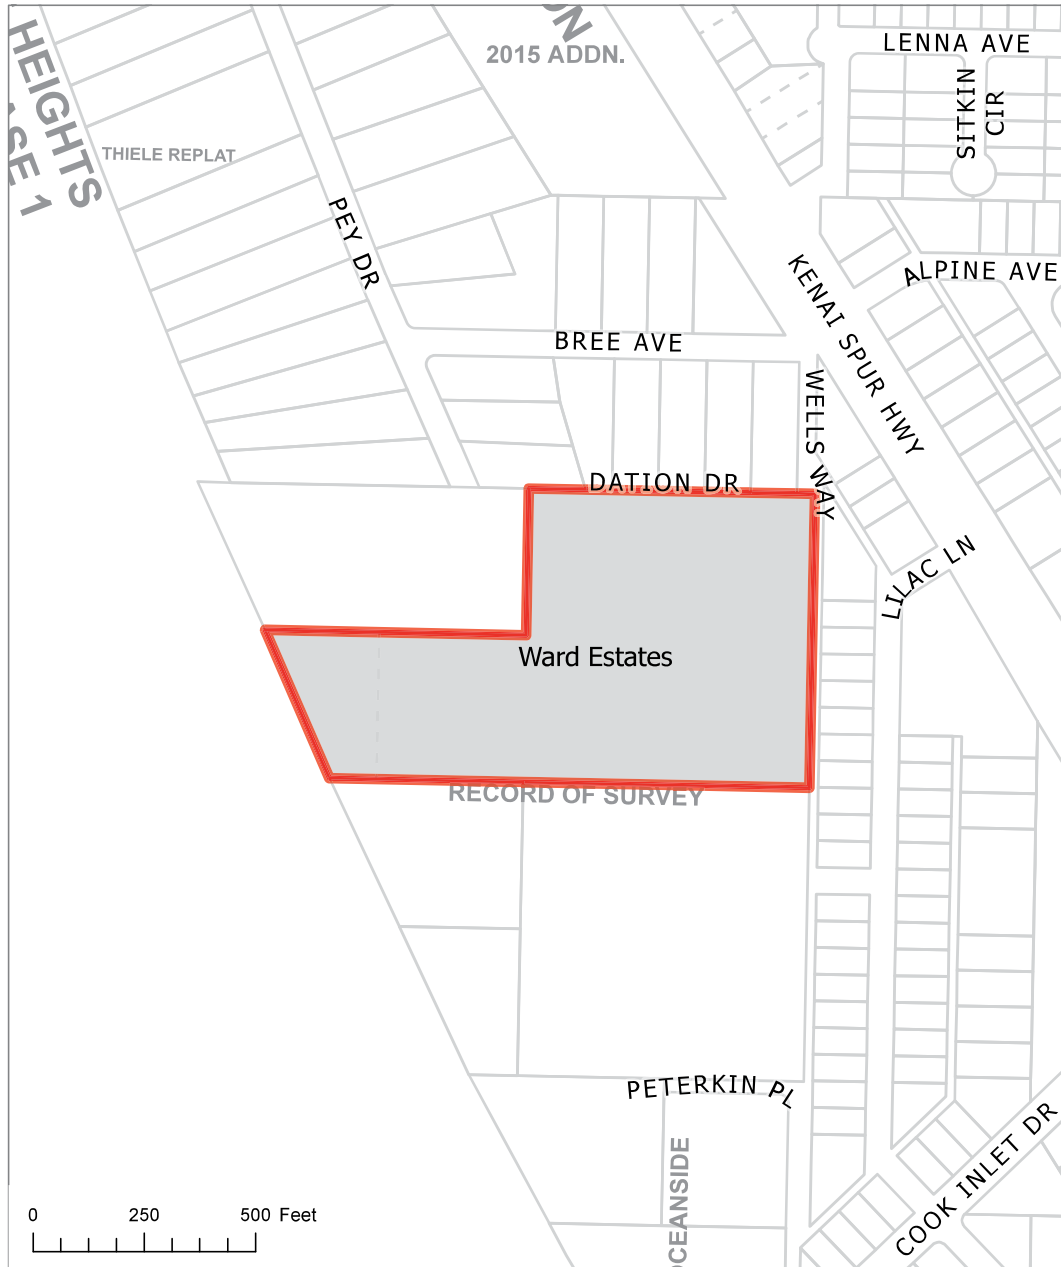 HEIGHTS
ASE 1
THIELE REPLAT
ON
2015 ADDN.
LENNA AVE
SITKIN
CIR
PEY DR
KENAI SPUR HWY
ALPINE AVE
BREE AVE
WELLS WAY
DATION DR
LILAC LN
Ward Estates
RECORD OF SURVEY
PETERKIN PL
OCEANSIDE
COOK INLET DR
0 250 500 Feet